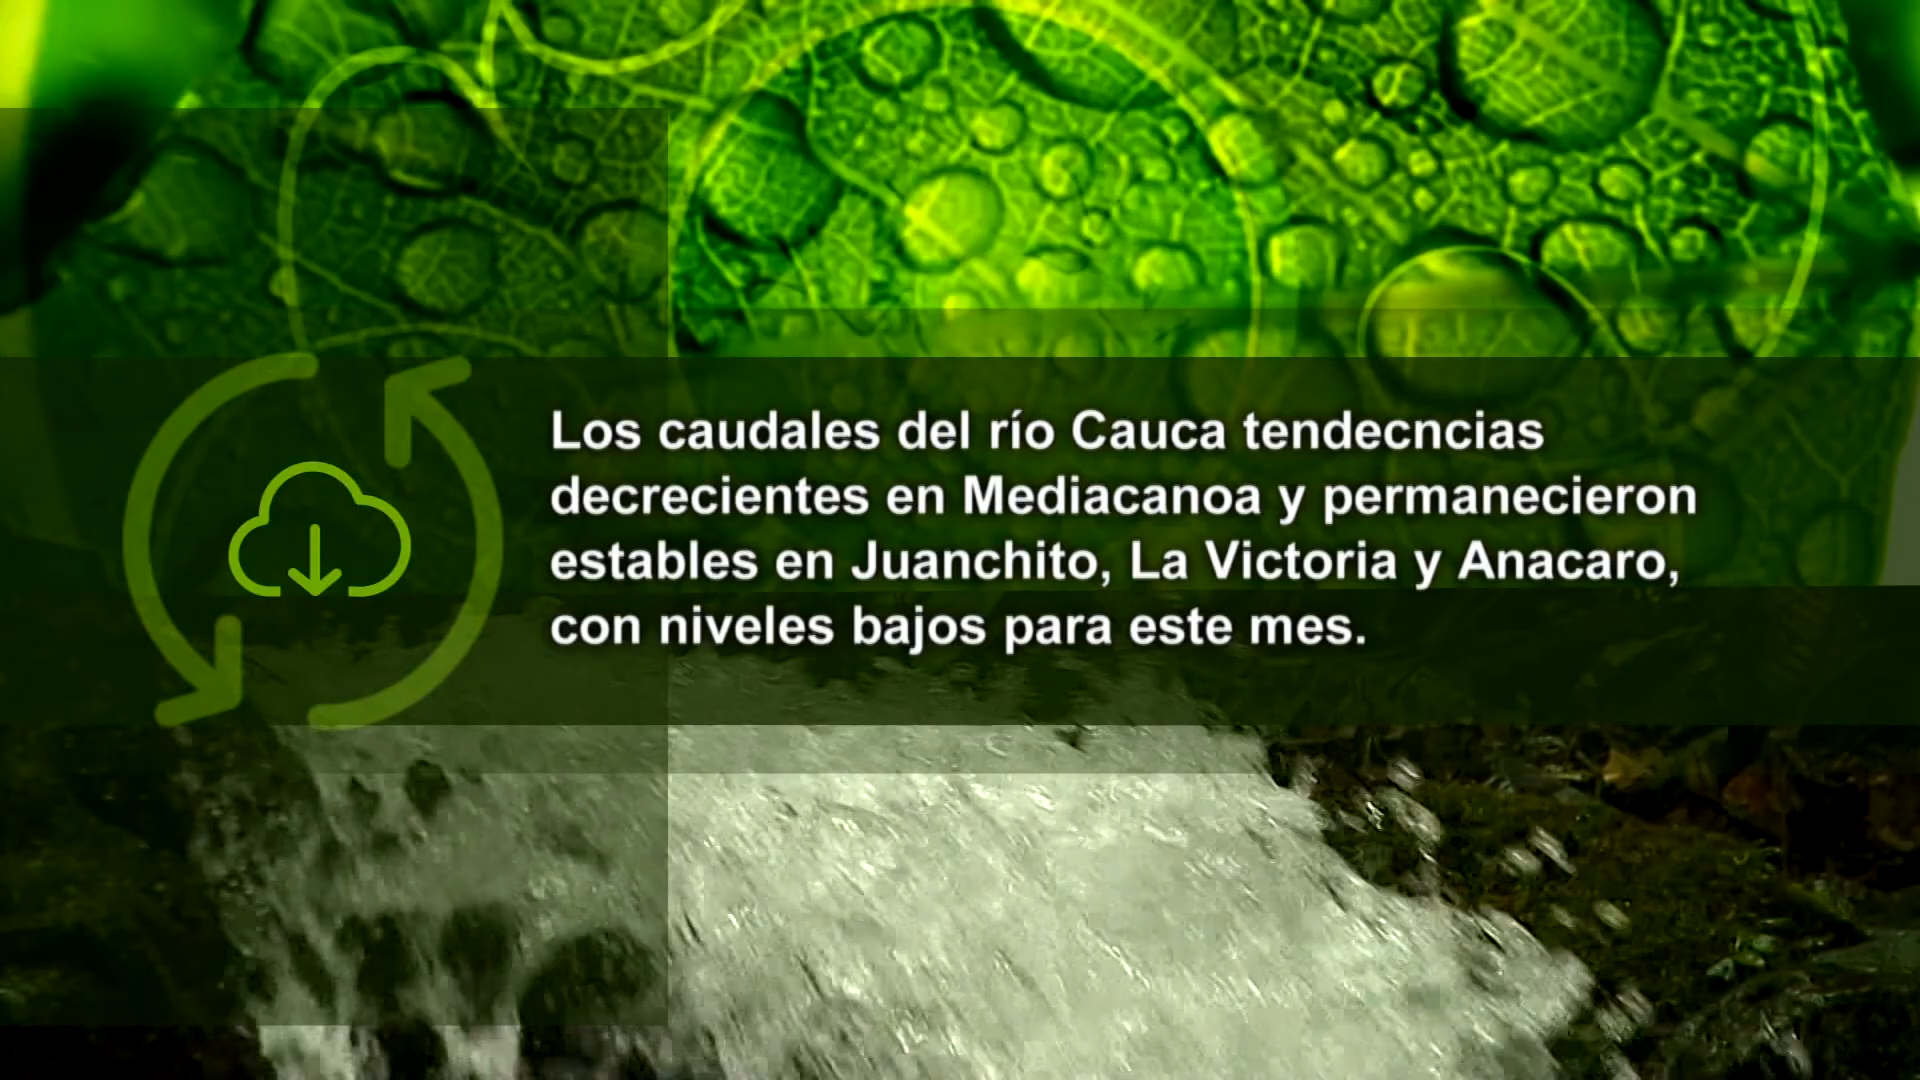 Los caudales del río Cauca tendecncias
decrecientes en Mediacanoa y permanecieron
estables en Juanchito, La Victoria y Anacaro,
con niveles bajos para este mes.